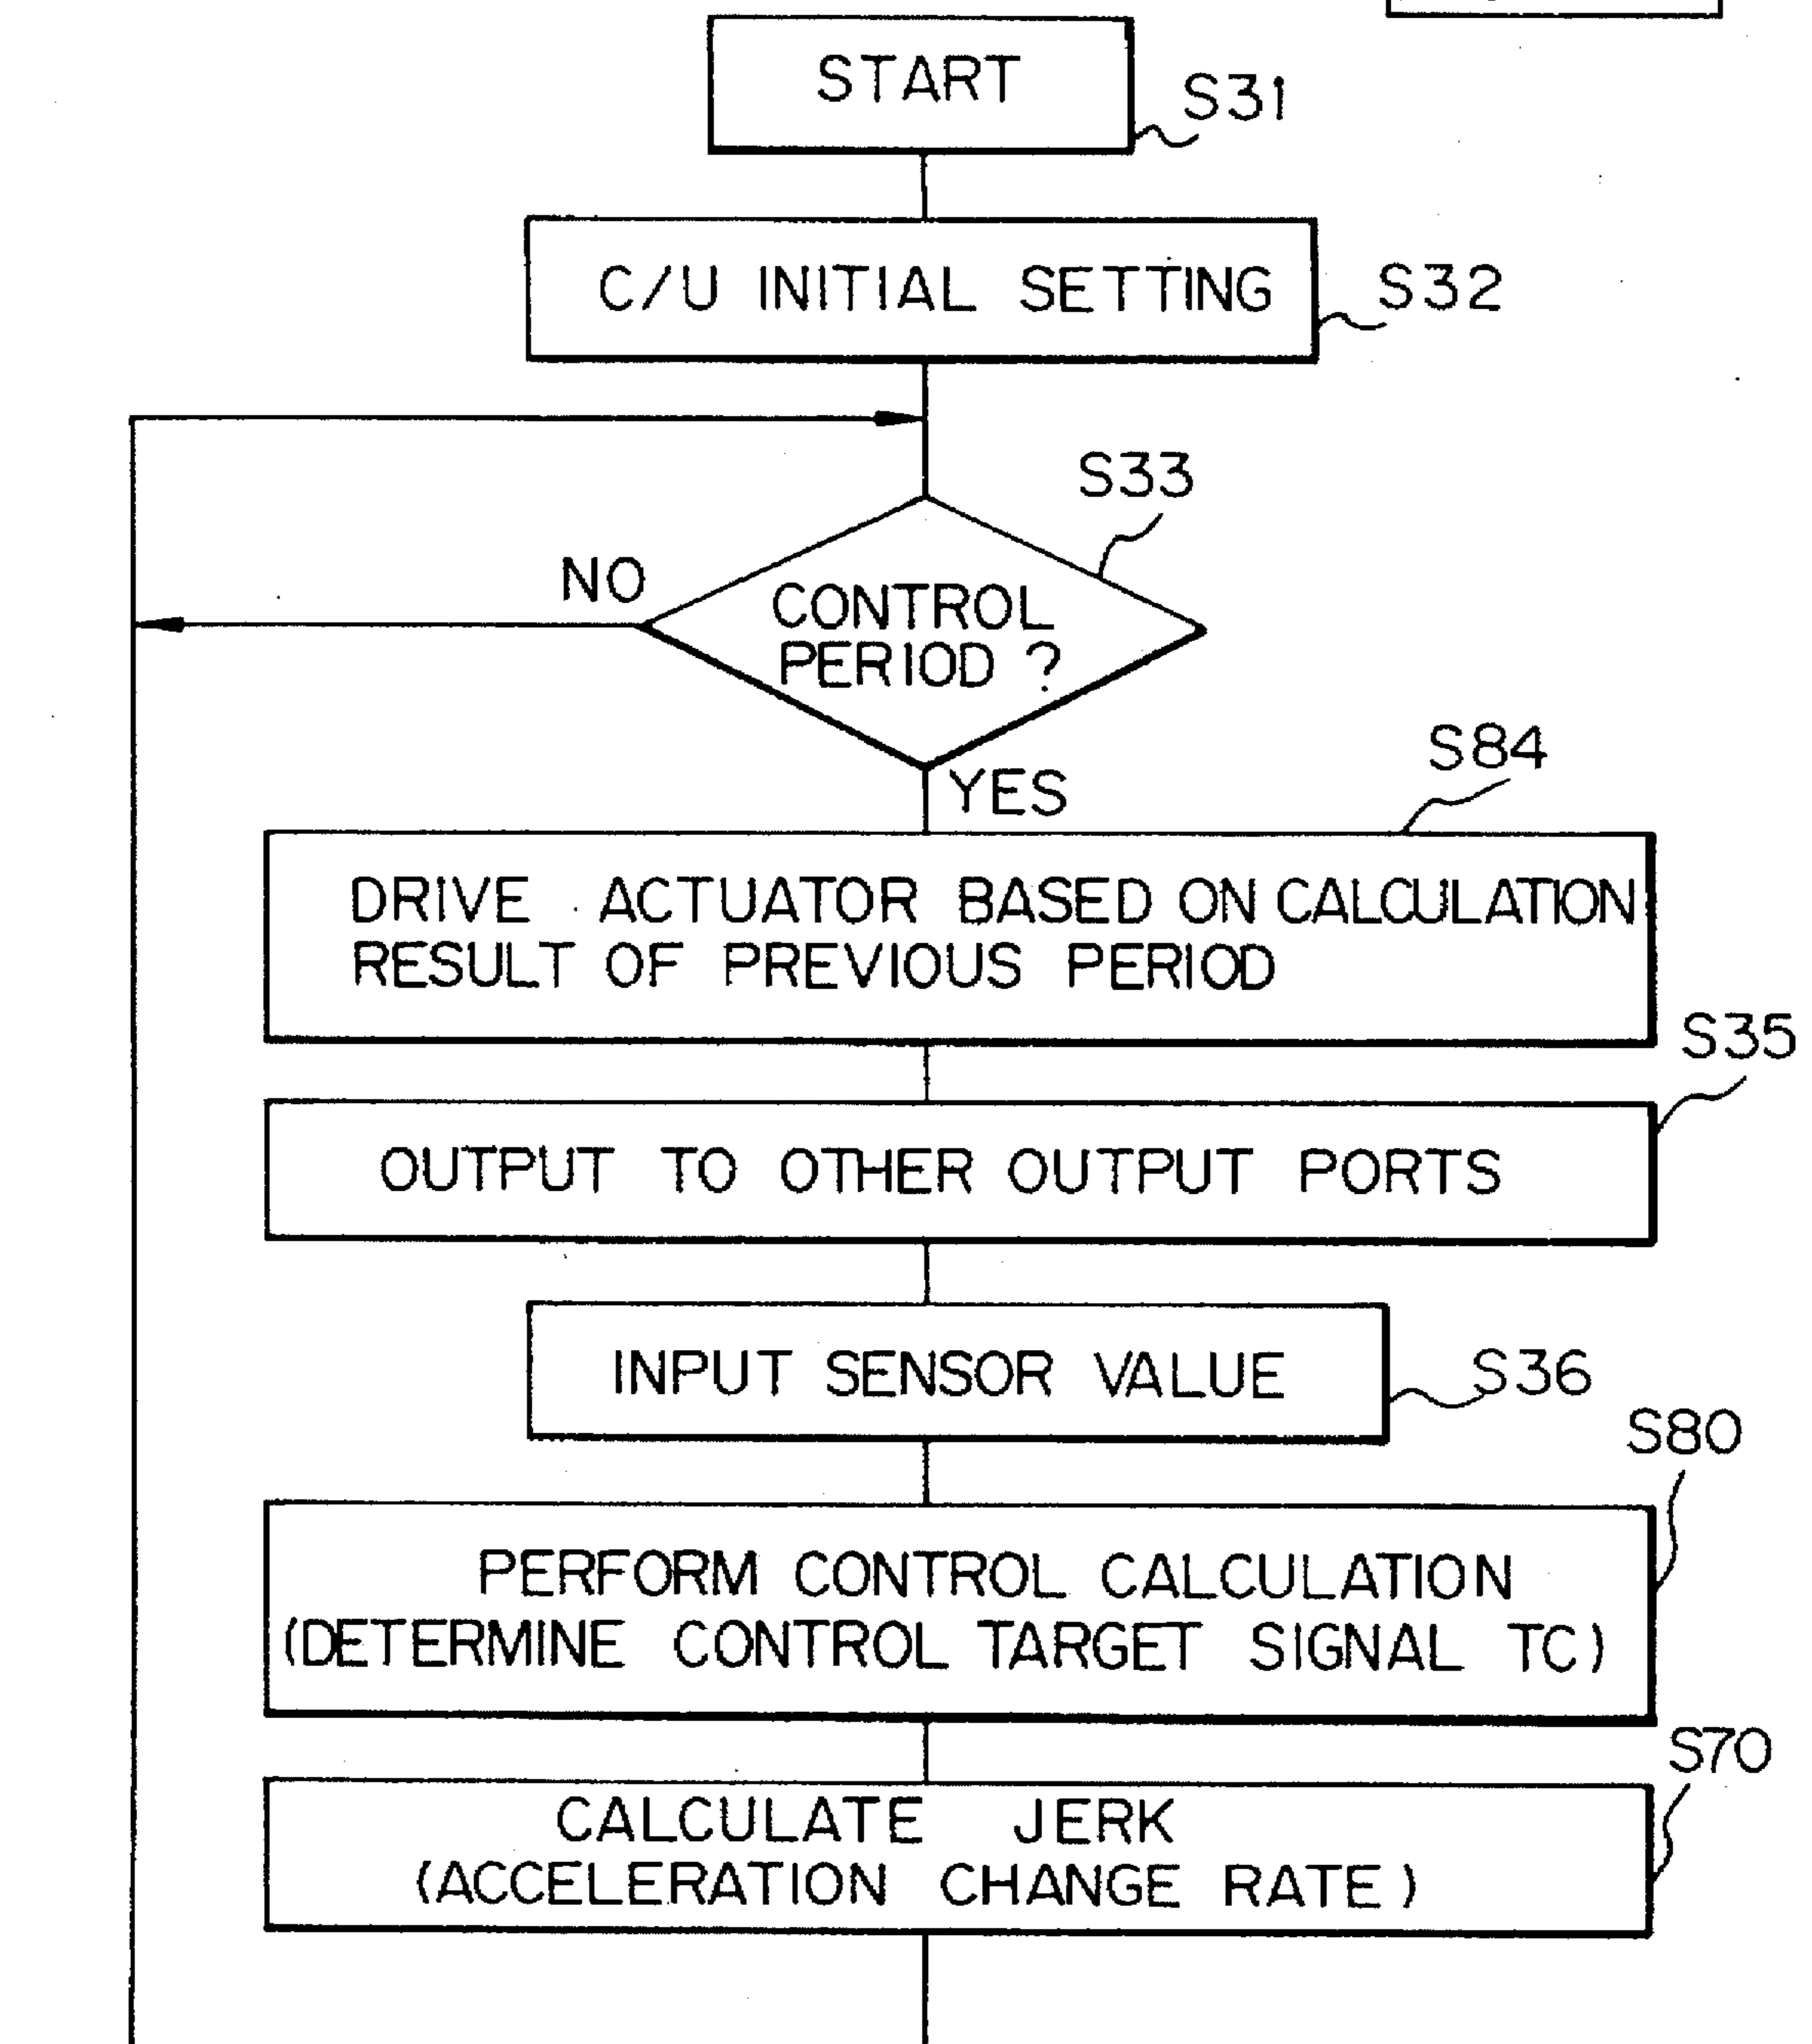 START
S31
C/U INITIAL SETTING
S32
S33
NO
CONTROL
PERIOD ?
YES
S84
DRIVE ACTUATOR BASED ON CALCULATION
RESULT OF PREVIOUS PERIOD
S35
OUTPUT TO OTHER OUTPUT PORTS
INPUT SENSOR VALUE
S36
S80
PERFORM CONTROL CALCULATION
(DETERMINE CONTROL TARGET SIGNAL TC)
S70
CALCULATE JERK
(ACCELERATION CHANGE RATE)